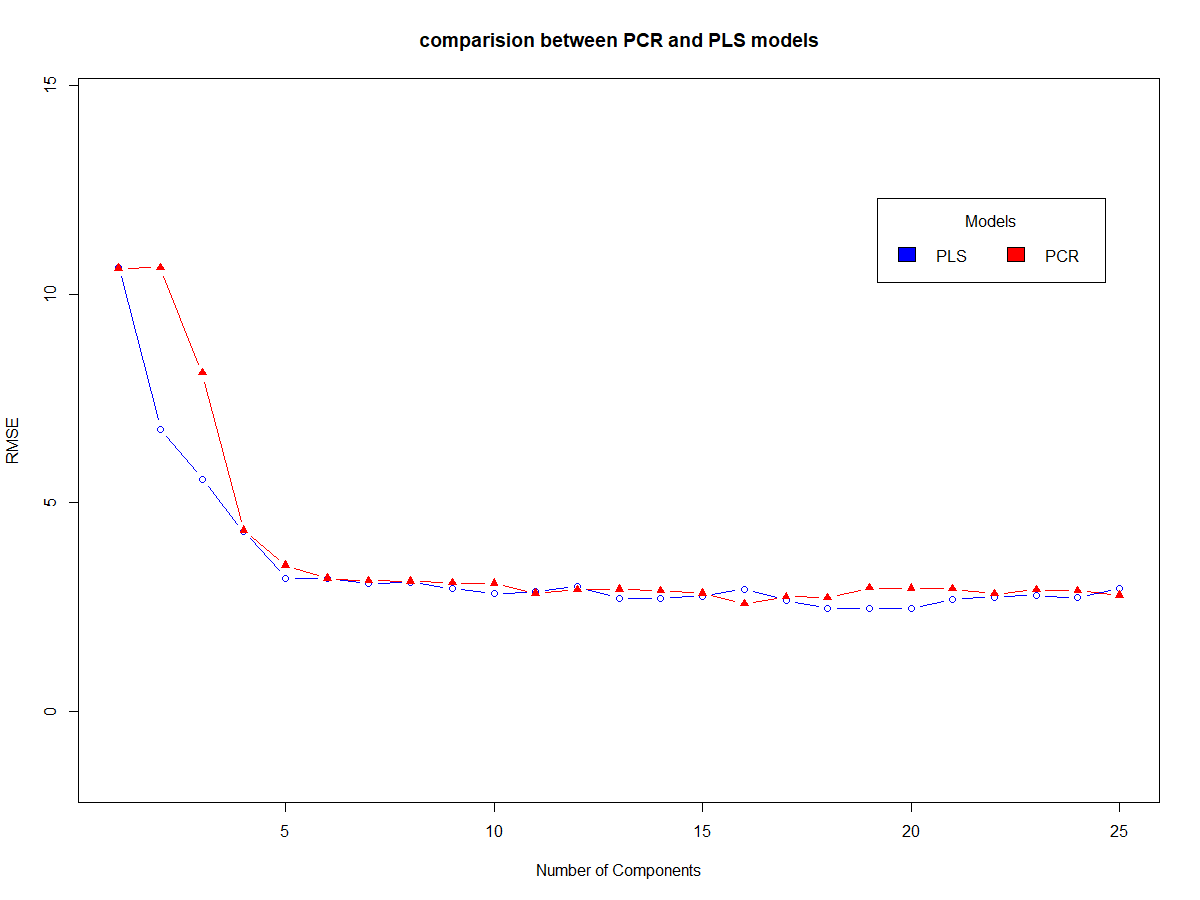 comparision between PCR and PLS models
15
10
5
0
RMSE
Models
PLS PCR
5 10 15 20 25
Number of Components